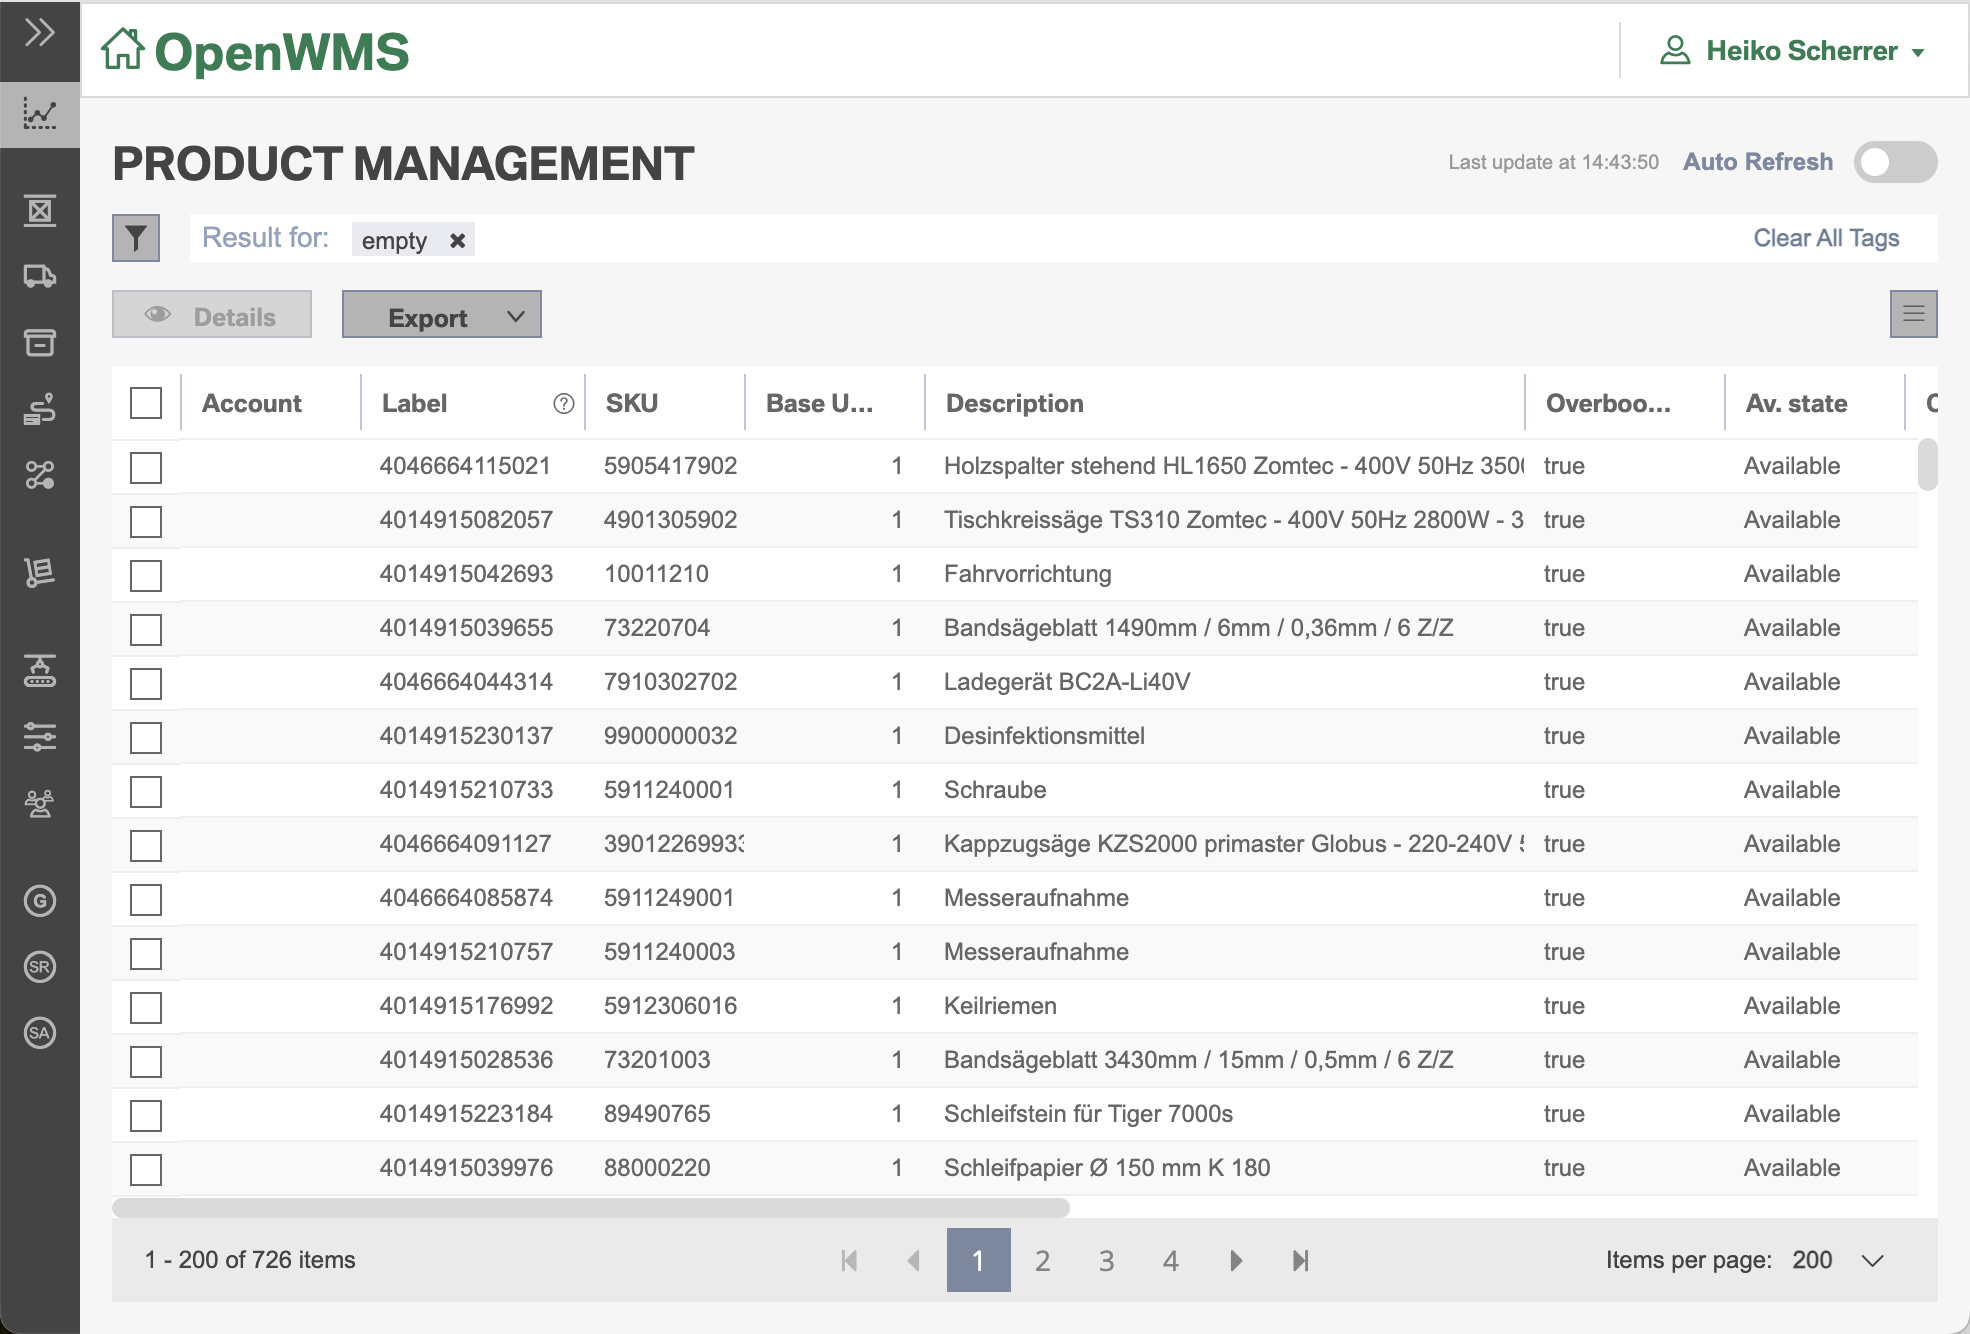 OpenWMS
Heiko Scherrer
PRODUCT MANAGEMENT
Last update at 14:43:50 Auto Refresh
Result for: empty Clear All Tags
Details Export
Account Label SKU Base U... Description Overboo... Av. state
4046664115021 5905417902 1 Holzspalter stehend HL1650 Zomtec - 400V 50Hz true Available
4014915082057 4901305902 1 Tischkreissäge TS310 Zomtec - 400V 50Hz 2800W - 3 true Available
4014915042693 10011210 1 Fahrvorrichtung true Available
4014915039655 73220704 1 Bandsägeblatt 1490mm / 6mm / 0,36mm / 6 Z/Z true Available
4046664044314 7910302702 1 Ladegerät BC2A-Li40V true Available
4014915230137 9900000032 1 Desinfektionsmittel true Available
4014915210733 5911240001 1 Schraube true Available
4046664091127 39012269933 1 Kappzugsäge KZS2000 primaster Globus - 220-240V true Available
4046664085874 5911249001 1 Messeraufnahme true Available
4014915210757 5911240003 1 Messeraufnahme true Available
4014915176992 5912306016 1 Keilriemen true Available
4014915028536 73201003 1 Bandsägeblatt 3430mm / 15mm / 0,5mm / 6 Z/Z true Available
4014915223184 89490765 1 Schleifstein für Tiger 7000s true Available
4014915039976 88000220 1 Schleifpapier Ø 150 mm K 180 true Available
G
SR
SA
1 - 200 of 726 items 1 2 3 4 Items per page: 200